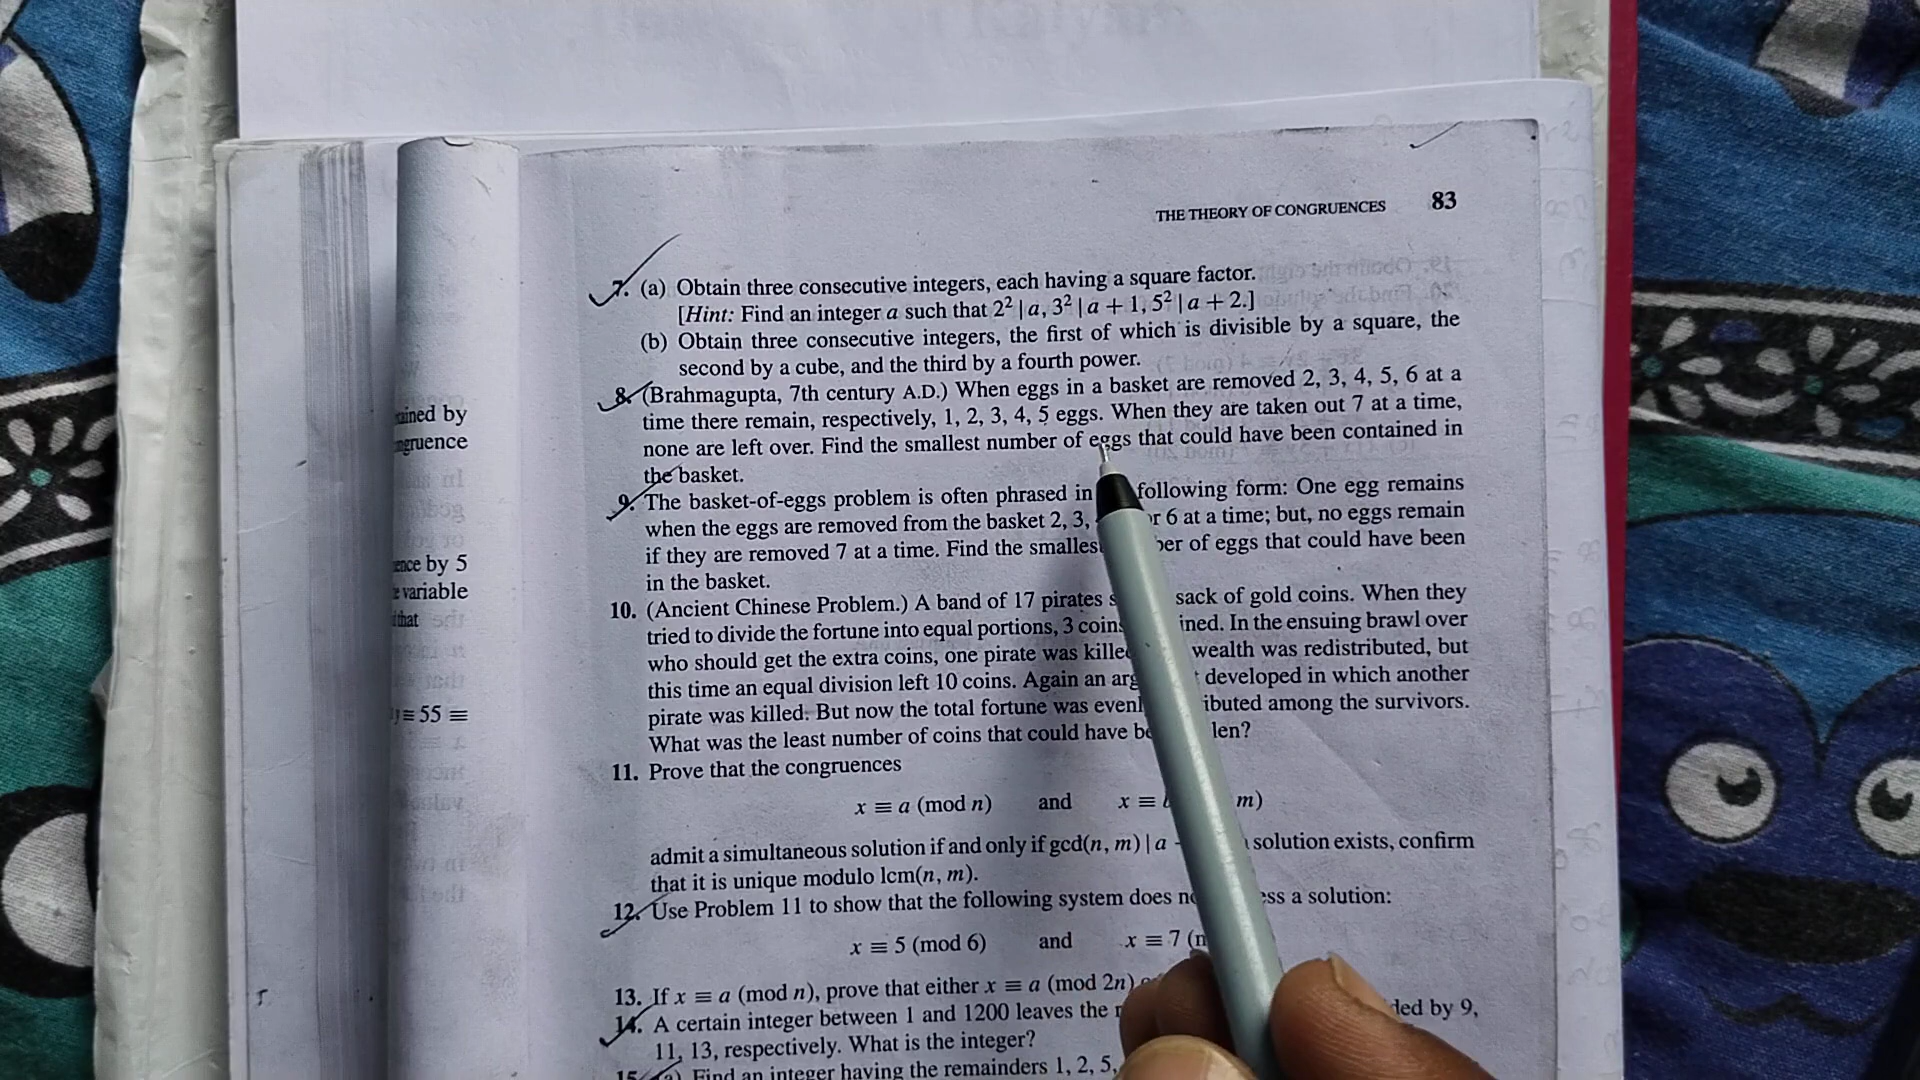 THE THEORY OF CONGRUENCES 83
7. (a) Obtain three consecutive integers, each having a square factor.
[Hint: Find an integer a such that 2² | a, 3² | a + 1, 5² | a + 2.]
(b) Obtain three consecutive integers, the first of which is divisible by a square, the
second by a cube, and the third by a fourth power.
8. (Brahmagupta, 7th century A.D.) When eggs in a basket are removed 2, 3, 4, 5, 6 at a
time there remain, respectively, 1, 2, 3, 4, 5 eggs. When they are taken out 7 at a time,
none are left over. Find the smallest number of eggs that could have been contained in
the basket.
9. The basket-of-eggs problem is often phrased in following form: One egg remains
when the eggs are removed from the basket 2, 3, r 6 at a time; but, no eggs remain
if they are removed 7 at a time. Find the smalles ber of eggs that could have been
in the basket.
10. (Ancient Chinese Problem.) A band of 17 pirates s sack of gold coins. When they
tried to divide the fortune into equal portions, 3 coins ined. In the ensuing brawl over
who should get the extra coins, one pirate was kille wealth was redistributed, but
this time an equal division left 10 coins. Again an arg developed in which another
pirate was killed. But now the total fortune was evenl ibuted among the survivors.
What was the least number of coins that could have be len?
11. Prove that the congruences
x ≡ a (mod n) and x ≡ m)
admit a simultaneous solution if and only if gcd(n, m) | a solution exists, confirm
that it is unique modulo lcm(n, m).
12. Use Problem 11 to show that the following system does n ess a solution:
x ≡ 5 (mod 6) and x ≡ 7 (
13. If x ≡ a (mod n), prove that either x ≡ a (mod 2n)
14. A certain integer between 1 and 1200 leaves the ded by 9,
11, 13, respectively. What is the integer?
15. (a) Find an integer having the remainders 1, 2, 5,
ained by
ngruence
ence by 5
variable
that
≡ 55 ≡